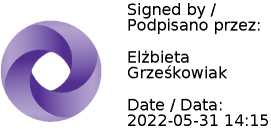 Signed by /
Podpisano przez:
Elżbieta
Grześkowiak
Date / Data:
2022-05-31 14:15